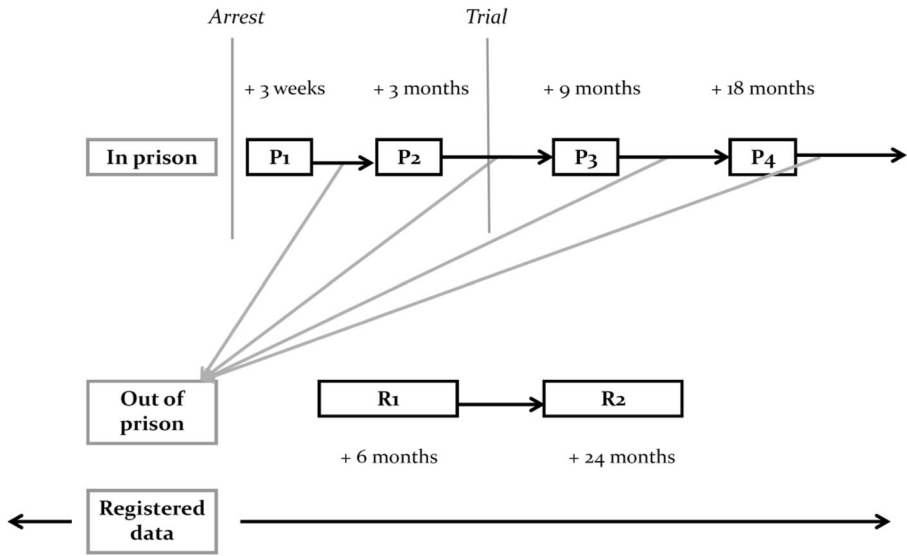 Arrest
Trial
+ 3 weeks
+ 3 months
+ 9 months
+ 18 months
In prison
P1
P2
P3
P4
Out of
prison
R1
R2
+ 6 months
+ 24 months
Registered
data